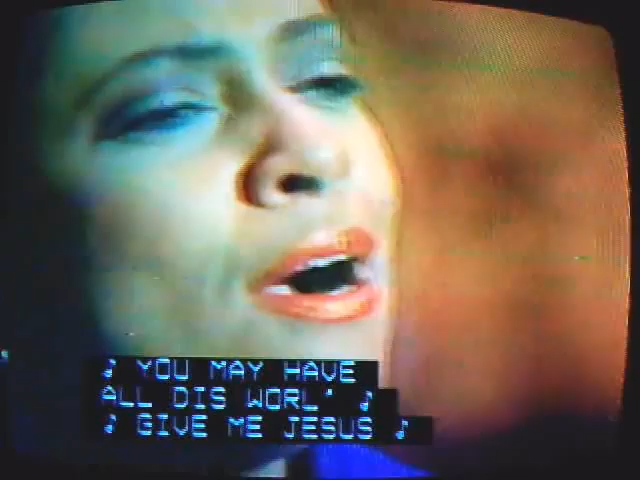 ♪ YOU MAY HAVE
ALL DIS WORL' ♪
♪ GIVE ME JESUS ♪